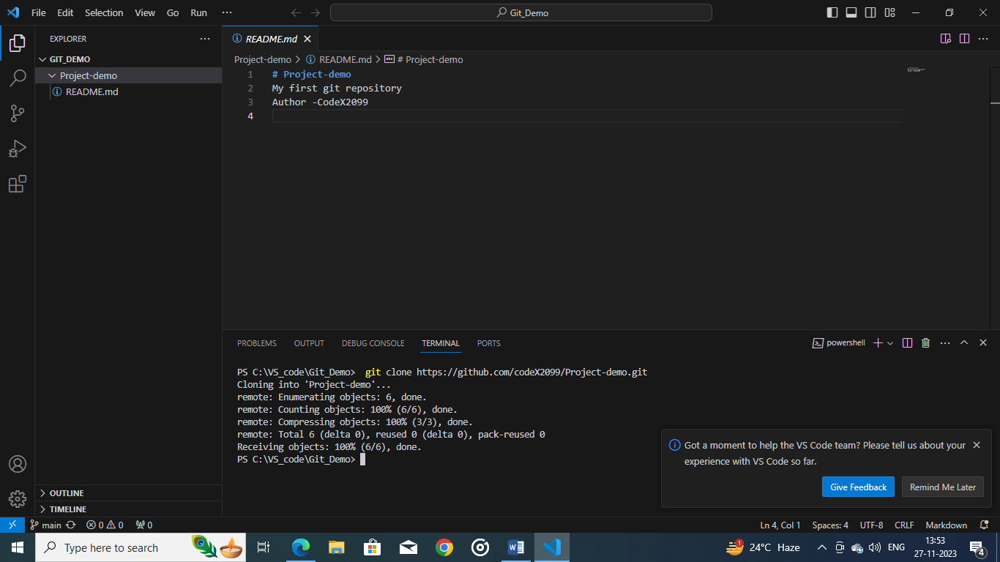 File Edit Selection View Go Run ···
Git_Demo
EXPLORER
GIT_DEMO
Project-demo
README.md
README.md
Project-demo > README.md > # Project-demo
1 # Project-demo
2 My first git repository
3 Author -CodeX2099
4
PROBLEMS OUTPUT DEBUG CONSOLE TERMINAL PORTS
powershell
PS C:\VS_code\Git_Demo>  git clone https://github.com/codeX2099/Project-demo.git
Cloning into 'Project-demo'...
remote: Enumerating objects: 6, done.
remote: Counting objects: 100% (6/6), done.
remote: Compressing objects: 100% (3/3), done.
remote: Total 6 (delta 0), reused 0 (delta 0), pack-reused 0
Receiving objects: 100% (6/6), done.
PS C:\VS_code\Git_Demo>
Got a moment to help the VS Code team? Please tell us about your
experience with VS Code so far.
Give Feedback Remind Me Later
OUTLINE
TIMELINE
main 0 0 0
Ln 4, Col 1 Spaces: 4 UTF-8 CRLF Markdown
Type here to search
1 24°C Haze
ENG
13:53
27-11-2023
4